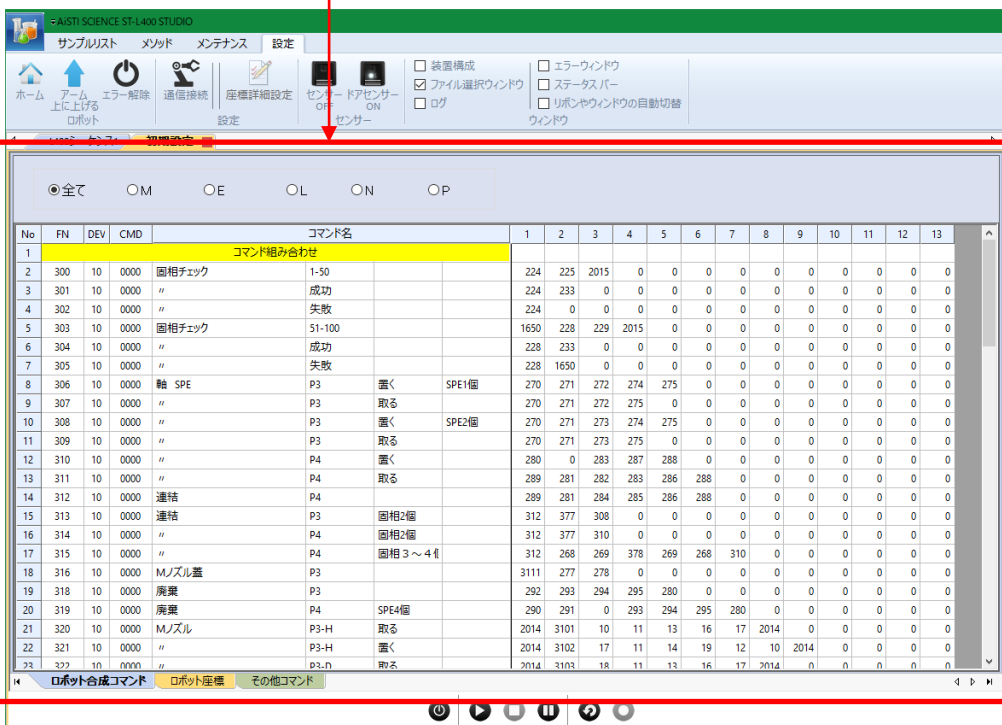 AiSTI SCIENCE ST-L400 STUDIO
サンプルリスト メソッド メンテナンス 設定
ホーム アーム上に上げる エラー解除 通信接続 座標詳細設定 センサーOFF ドアセンサーON
ロボット 設定 センサー ウィンドウ
装置構成 エラーウィンドウ
ファイル選択ウィンドウ ステータスバー
ログ リボンやウィンドウの自動切替
初期設定
全て M E L N P
No FN DEV CMD コマンド名 1 2 3 4 5 6 7 8 9 10 11 12 13
1 コマンド組み合わせ
2 300 10 0000 固相チェック 1-50 224 225 2015 0 0 0 0 0 0 0 0 0 0
3 301 10 0000 〃 成功 224 233 0 0 0 0 0 0 0 0 0 0 0
4 302 10 0000 〃 失敗 224 0 0 0 0 0 0 0 0 0 0 0 0
5 303 10 0000 固相チェック 51-100 1650 228 229 2015 0 0 0 0 0 0 0 0 0
6 304 10 0000 〃 成功 228 233 0 0 0 0 0 0 0 0 0 0 0
7 305 10 0000 〃 失敗 228 1650 0 0 0 0 0 0 0 0 0 0 0
8 306 10 0000 軸 SPE P3 置く SPE1個 270 271 272 274 275 0 0 0 0 0 0 0 0
9 307 10 0000 〃 P3 取る 270 271 272 275 0 0 0 0 0 0 0 0 0
10 308 10 0000 〃 P3 置く SPE2個 270 271 273 274 275 0 0 0 0 0 0 0 0
11 309 10 0000 〃 P3 取る 270 271 273 275 0 0 0 0 0 0 0 0 0
12 310 10 0000 〃 P4 置く 280 0 283 287 288 0 0 0 0 0 0 0 0
13 311 10 0000 〃 P4 取る 289 281 282 283 286 288 0 0 0 0 0 0 0
14 312 10 0000 連結 P4 289 281 284 285 286 288 0 0 0 0 0 0 0
15 313 10 0000 連結 P3 固相2個 312 377 308 0 0 0 0 0 0 0 0 0 0
16 314 10 0000 〃 P4 固相2個 312 377 310 0 0 0 0 0 0 0 0 0 0
17 315 10 0000 〃 P4 固相３～４ 312 268 269 378 269 268 310 0 0 0 0 0 0
18 316 10 0000 Mノズル蓋 P3 3111 277 278 0 0 0 0 0 0 0 0 0 0
19 318 10 0000 廃棄 P3 292 293 294 295 280 0 0 0 0 0 0 0 0
20 319 10 0000 廃棄 P4 SPE4個 290 291 0 293 294 295 280 0 0 0 0 0 0
21 320 10 0000 Mノズル P3-H 取る 2014 3101 10 11 13 16 17 2014 0 0 0 0 0
22 321 10 0000 〃 P3-H 置く 2014 3102 17 11 14 19 12 10 2014 0 0 0 0
23 322 10 0000 〃 P3-D 取る 2014 3103 18 11 13 16 17 2014 0 0 0 0 0
ロボット合成コマンド ロボット座標 その他コマンド